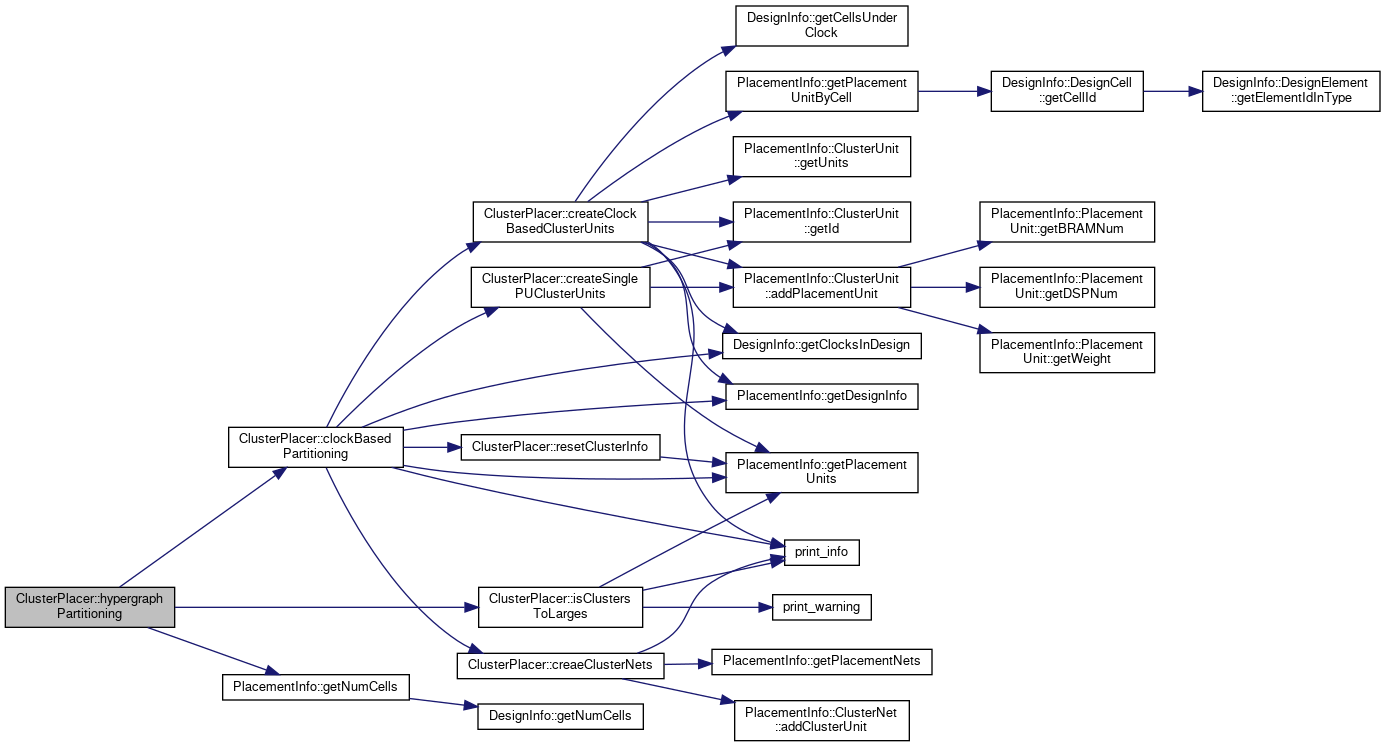 DesignInfo::getCellsUnder
Clock
PlacementInfo::getPlacement
UnitByCell
DesignInfo::DesignCell
::getCellId
DesignInfo::DesignElement
::getElementIdInType
PlacementInfo::ClusterUnit
::getUnits
ClusterPlacer::createClock
BasedClusterUnits
PlacementInfo::ClusterUnit
::getId
PlacementInfo::Placement
Unit::getBRAMNum
ClusterPlacer::createSingle
PUClusterUnits
PlacementInfo::ClusterUnit
::addPlacementUnit
PlacementInfo::Placement
Unit::getDSPNum
DesignInfo::getClocksInDesign
PlacementInfo::Placement
Unit::getWeight
PlacementInfo::getDesignInfo
ClusterPlacer::clockBased
Partitioning
ClusterPlacer::resetClusterInfo
PlacementInfo::getPlacement
Units
print_info
ClusterPlacer::hypergraph
Partitioning
ClusterPlacer::isClusters
ToLarges
print_warning
ClusterPlacer::creaeClusterNets
PlacementInfo::getPlacementNets
PlacementInfo::getNumCells
DesignInfo::getNumCells
PlacementInfo::ClusterNet
::addClusterUnit